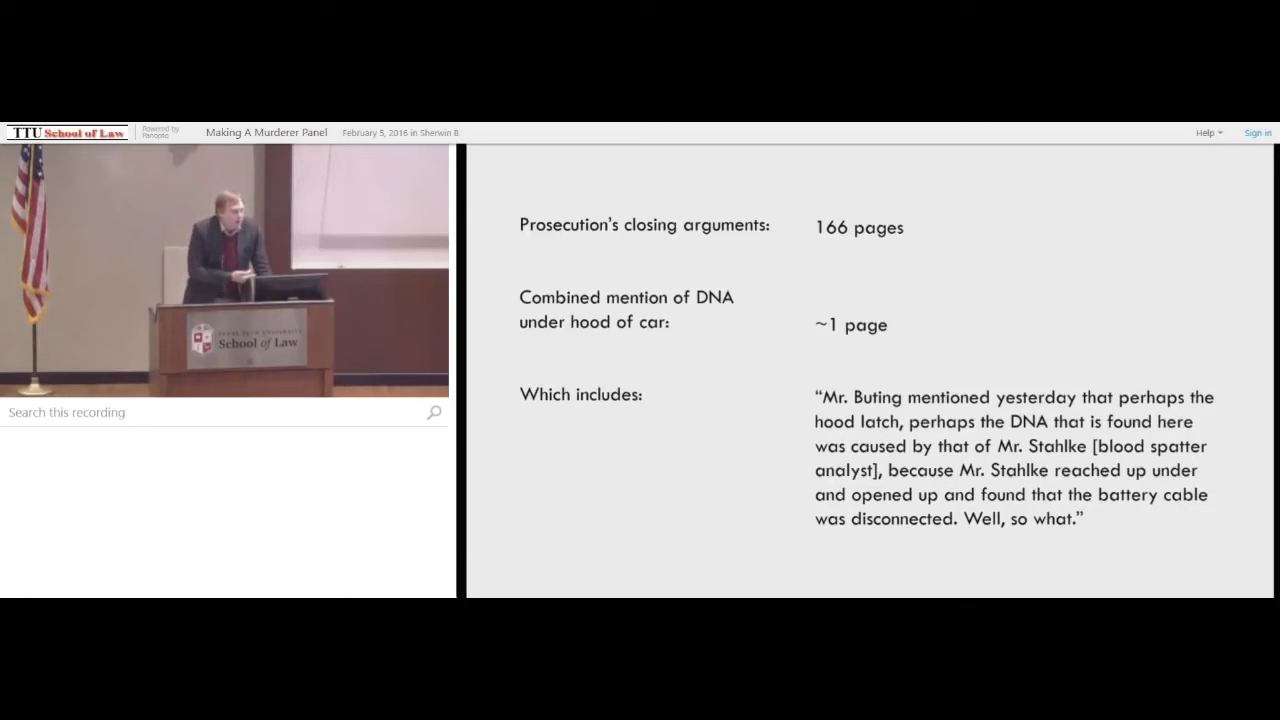 TTU School of Law
Powered by
Panopto
Making A Murderer Panel
February 5, 2016 in Sherwin B
Help
Sign in
School of Law
Search this recording
Prosecution's closing arguments:
166 pages
Combined mention of DNA
under hood of car:
~1 page
Which includes:
“Mr. Buting mentioned yesterday that perhaps the
hood latch, perhaps the DNA that is found here
was caused by that of Mr. Stahlke [blood spatter
analyst], because Mr. Stahlke reached up under
and opened up and found that the battery cable
was disconnected. Well, so what.”